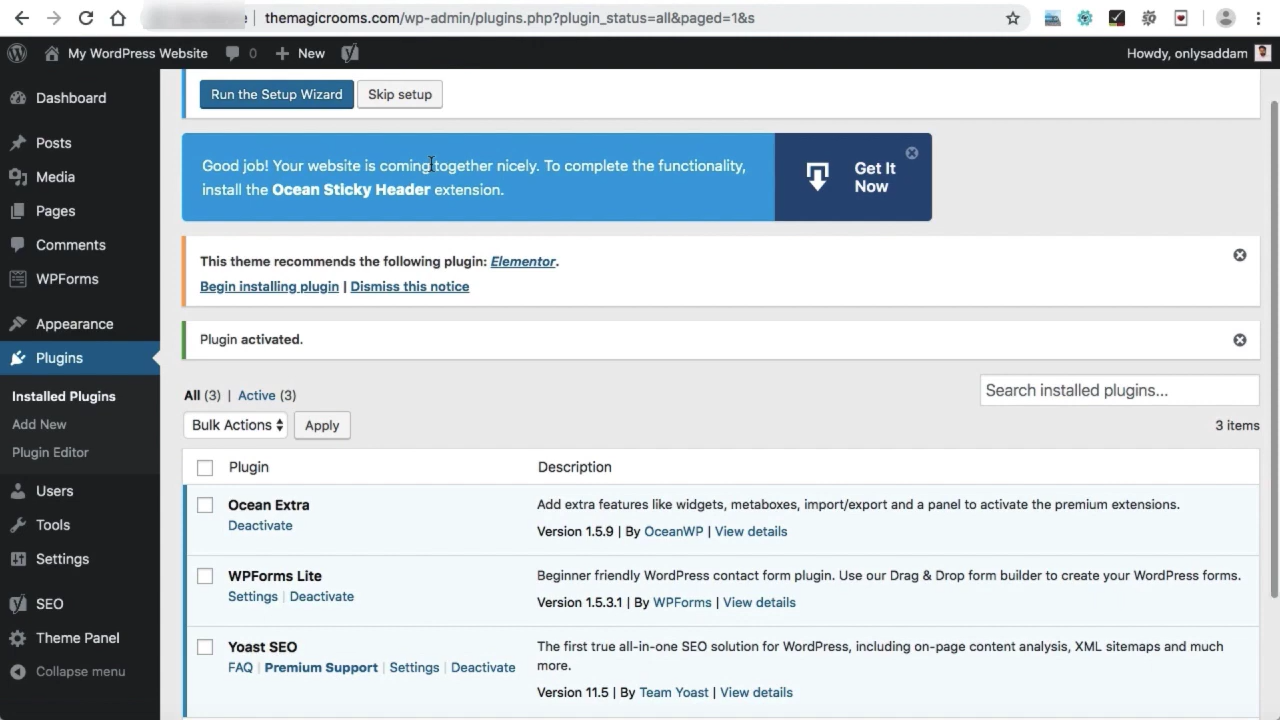 themagicrooms.com/wp-admin/plugins.php?plugin_status=all&paged=1&s
My WordPress Website 0 New Howdy, onlysaddam
Dashboard
Posts
Media
Pages
Comments
WPForms
Appearance
Plugins
Installed Plugins
Add New
Plugin Editor
Users
Tools
Settings
SEO
Theme Panel
Collapse menu
Run the Setup Wizard Skip setup
Good job! Your website is coming together nicely. To complete the functionality,
install the Ocean Sticky Header extension.
Get It
Now
This theme recommends the following plugin: Elementor.
Begin installing plugin | Dismiss this notice
Plugin activated.
All (3) | Active (3)
Search installed plugins...
Bulk Actions Apply
3 items
Plugin Description
Ocean Extra
Deactivate
Add extra features like widgets, metaboxes, import/export and a panel to activate the premium extensions.
Version 1.5.9 | By OceanWP | View details
WPForms Lite
Settings | Deactivate
Beginner friendly WordPress contact form plugin. Use our Drag & Drop form builder to create your WordPress forms.
Version 1.5.3.1 | By WPForms | View details
Yoast SEO
FAQ | Premium Support | Settings | Deactivate
The first true all-in-one SEO solution for WordPress, including on-page content analysis, XML sitemaps and much
more.
Version 11.5 | By Team Yoast | View details